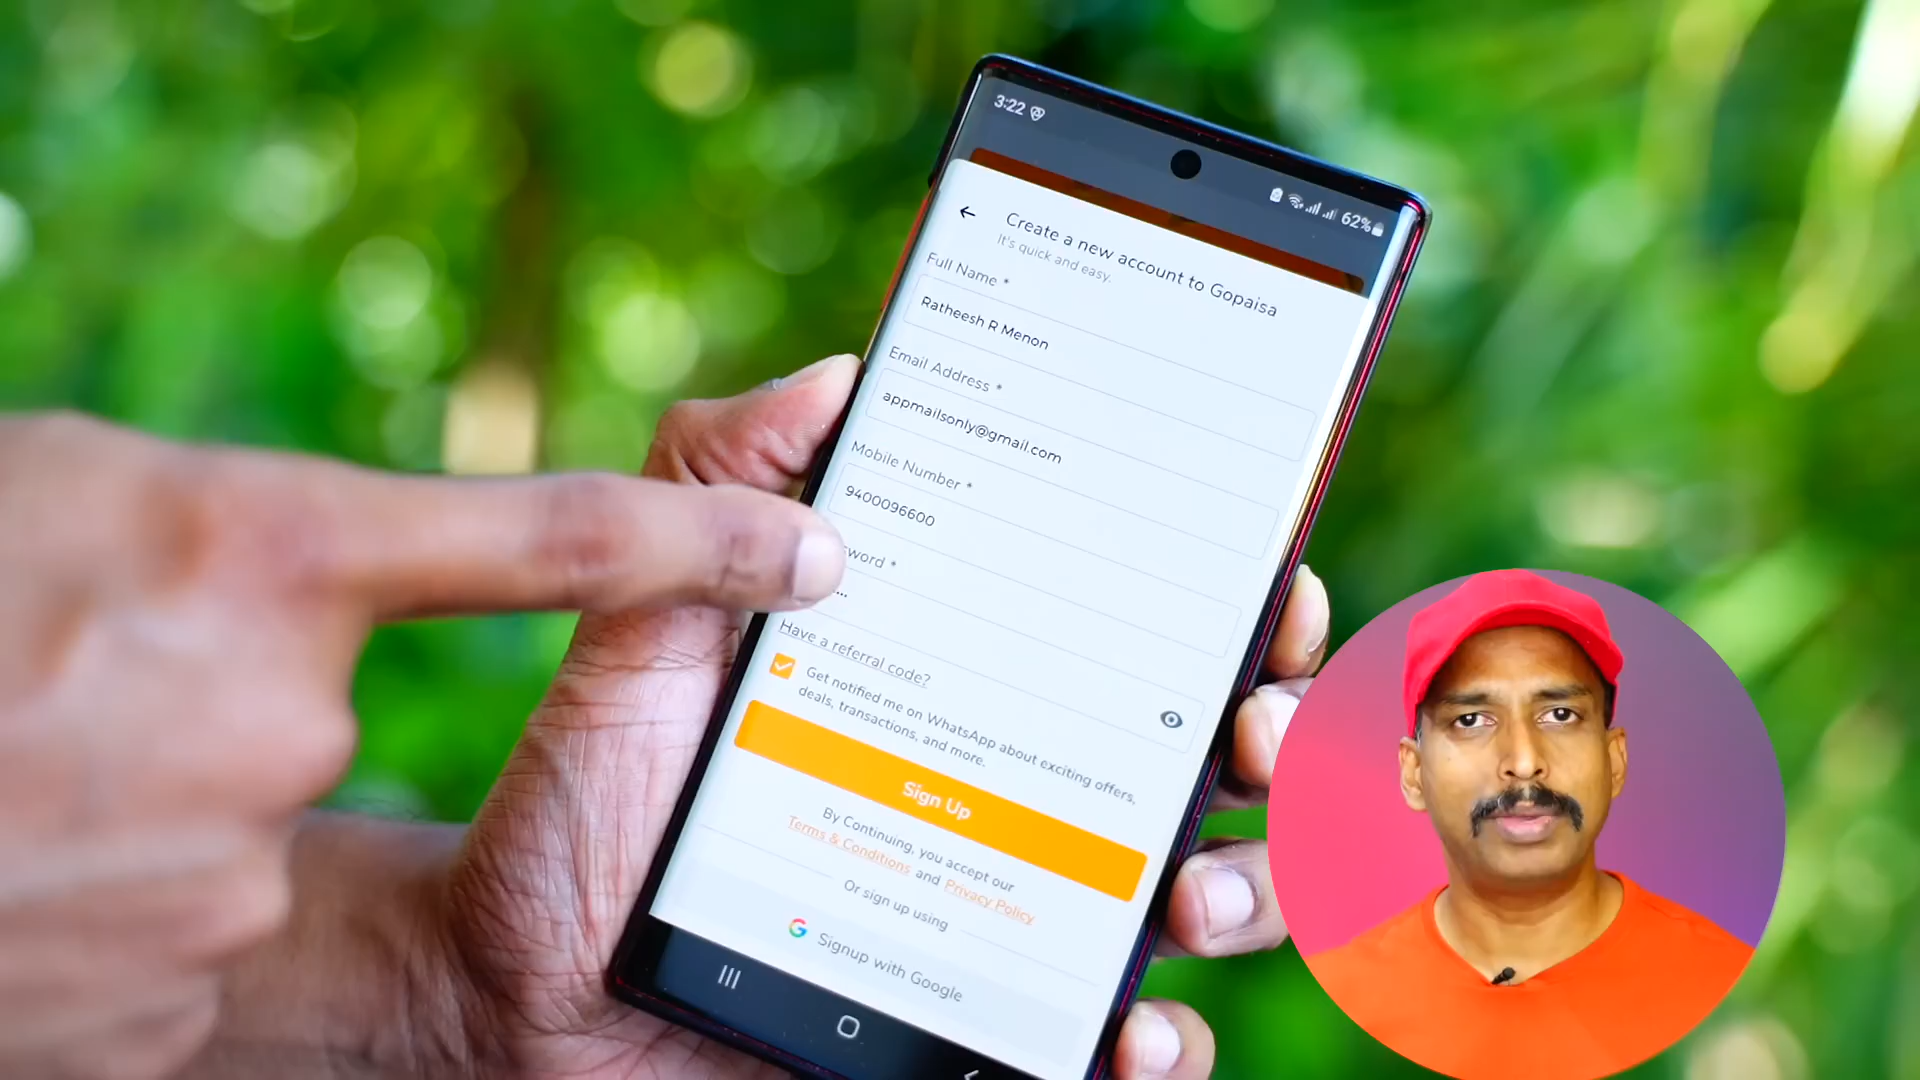 3:22
62%
Create a new account to Gopaisa
It's quick and easy.
Full Name *
Ratheesh R Menon
Email Address *
appmailsonly@gmail.com
Mobile Number *
9400096600
sword *
Have a referral code?
Get notified me on WhatsApp about exciting offers,
deals, transactions, and more.
Sign Up
By Continuing, you accept our
Terms & Conditions and Privacy Policy
Or sign up using
Signup with Google